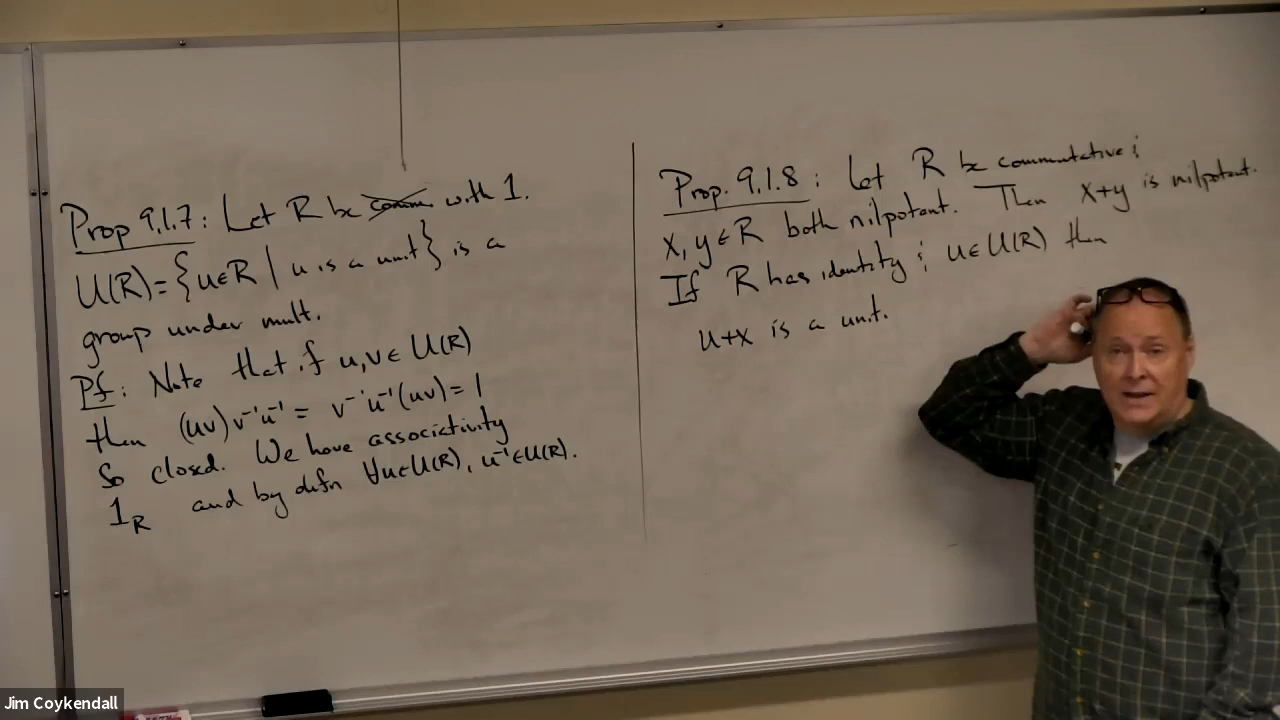 Prop 9.1.7: Let R be comm with 1.
U(R)={u∈R | u is a unit} is a
group under mult.
Pf: Note that if u,v ∈ U(R)
then (uv)v⁻¹u⁻¹ = v⁻¹u⁻¹(uv) = 1
So closed. We have associctivity
1_R and by defn ∀u∈U(R), u⁻¹∈U(R).
Prop. 9.1.8: Let R be commutative &
x,y∈R both nilpotent. Then x+y is nilpotent.
If R has identity & u∈U(R) then
u+x is a unit.
Jim Coykendall